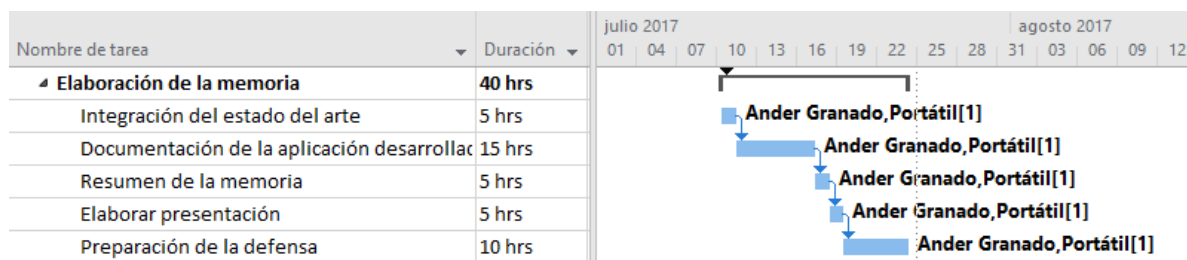 julio 2017 agosto 2017
Nombre de tarea Duración 01 04 07 10 13 16 19 22 25 28 31 03 06 09 12
Elaboración de la memoria 40 hrs
Integración del estado del arte 5 hrs Ander Granado,Portátil[1]
Documentación de la aplicación desarrollac 15 hrs Ander Granado,Portátil[1]
Resumen de la memoria 5 hrs Ander Granado,Portátil[1]
Elaborar presentación 5 hrs Ander Granado,Portátil[1]
Preparación de la defensa 10 hrs Ander Granado,Portátil[1]